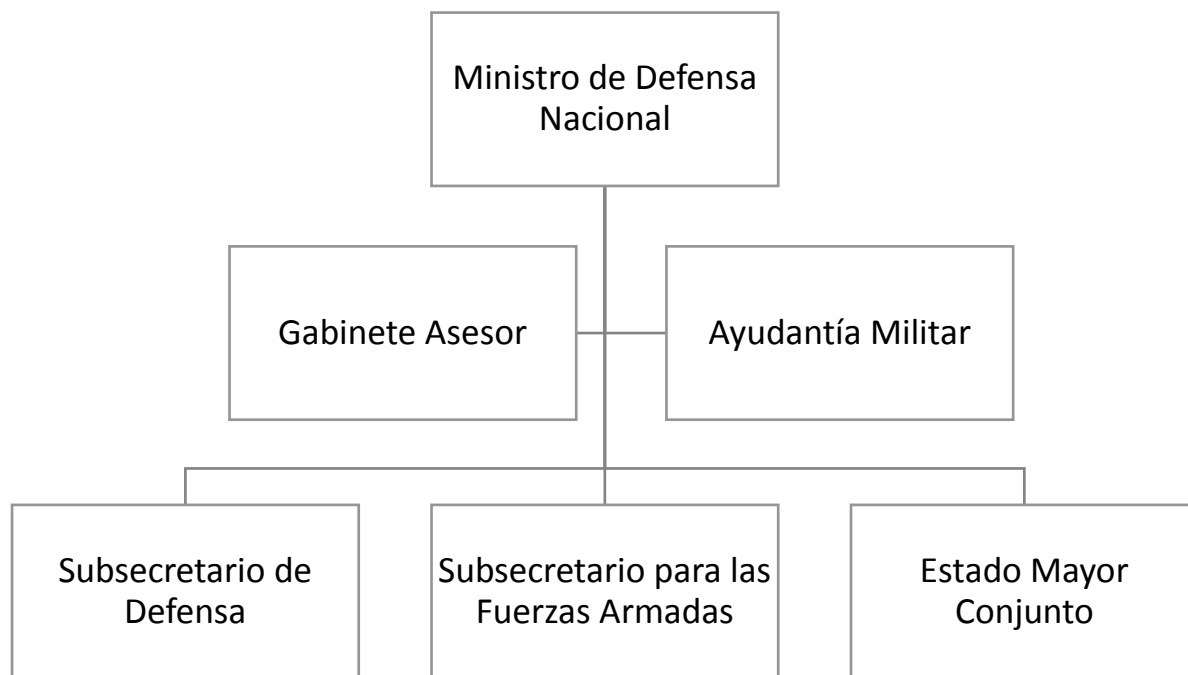 Ministro de Defensa
Nacional
Gabinete Asesor
Ayudantía Militar
Subsecretario de
Defensa
Subsecretario para las
Fuerzas Armadas
Estado Mayor
Conjunto